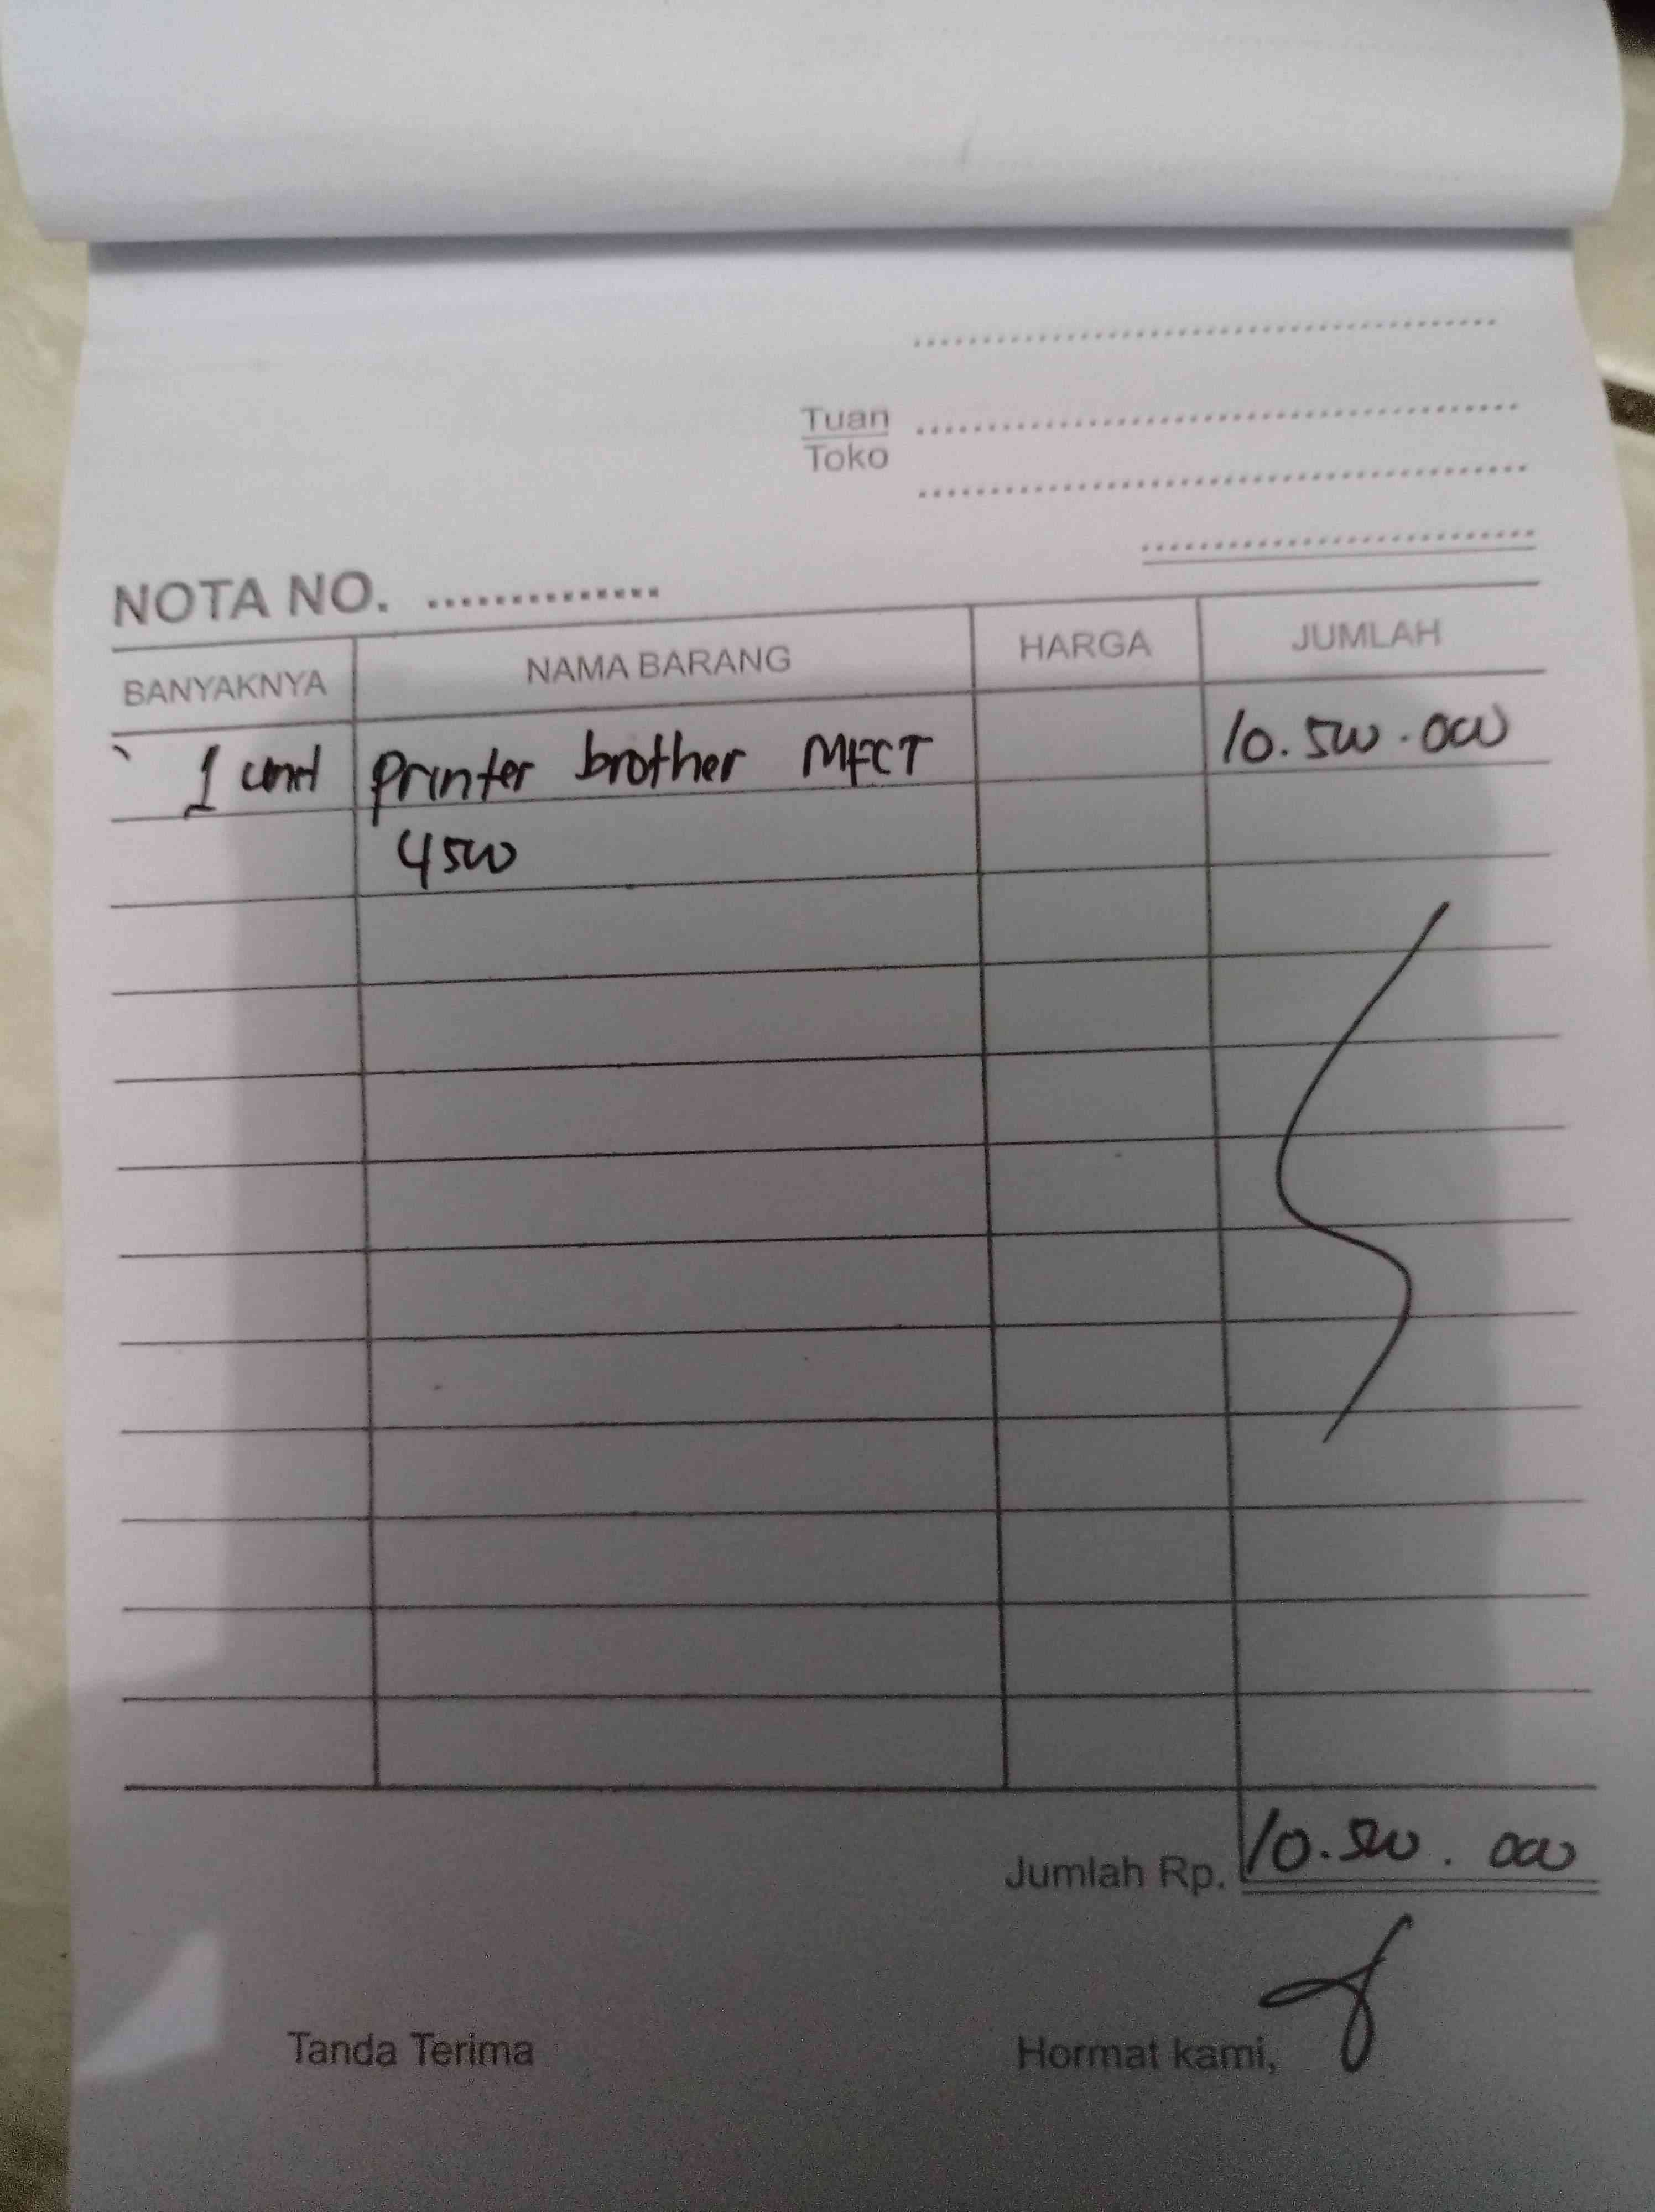 Tuan
Toko
NOTA NO. ..............
BANYAKNYA NAMA BARANG HARGA JUMLAH
1 unit printer brother MFCT 10.500.000
4500
Jumlah Rp. 10.500.000
Tanda Terima Hormat kami,